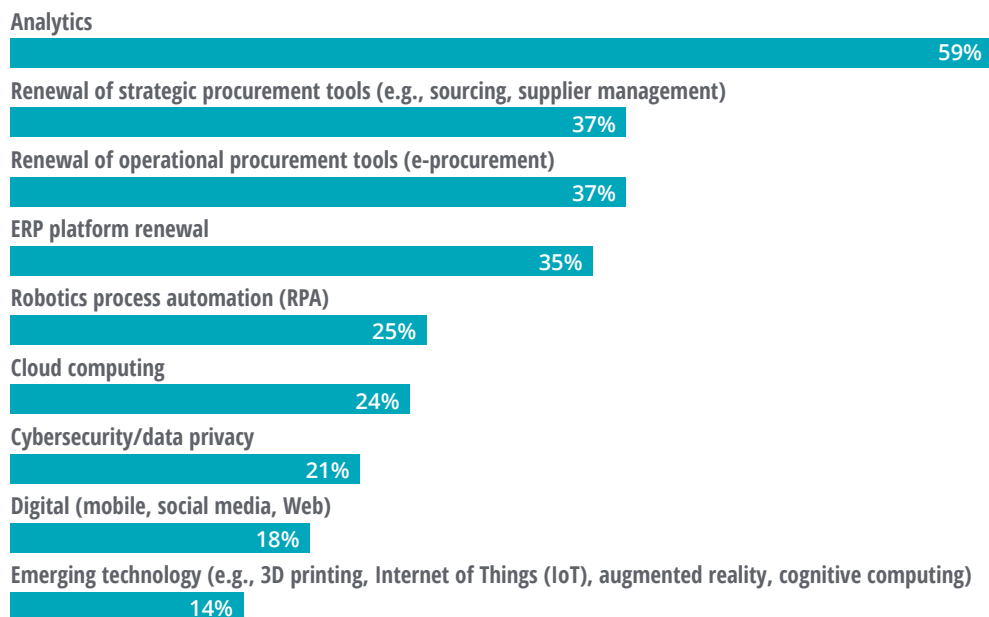 Analytics
59%
Renewal of strategic procurement tools (e.g., sourcing, supplier management)
37%
Renewal of operational procurement tools (e-procurement)
37%
ERP platform renewal
35%
Robotics process automation (RPA)
25%
Cloud computing
24%
Cybersecurity/data privacy
21%
Digital (mobile, social media, Web)
18%
Emerging technology (e.g., 3D printing, Internet of Things (IoT), augmented reality, cognitive computing)
14%